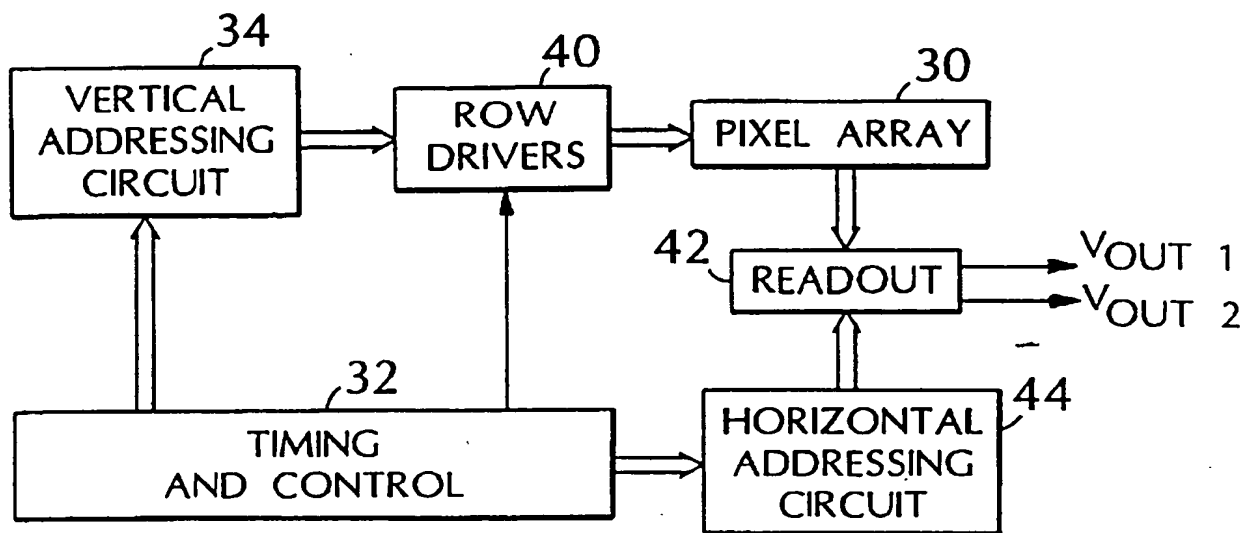 34
VERTICAL
ADDRESSING
CIRCUIT
40
ROW
DRIVERS
30
PIXEL ARRAY
42
READOUT
VOUT 1
VOUT 2
32
TIMING
AND CONTROL
44
HORIZONTAL
ADDRESSING
CIRCUIT